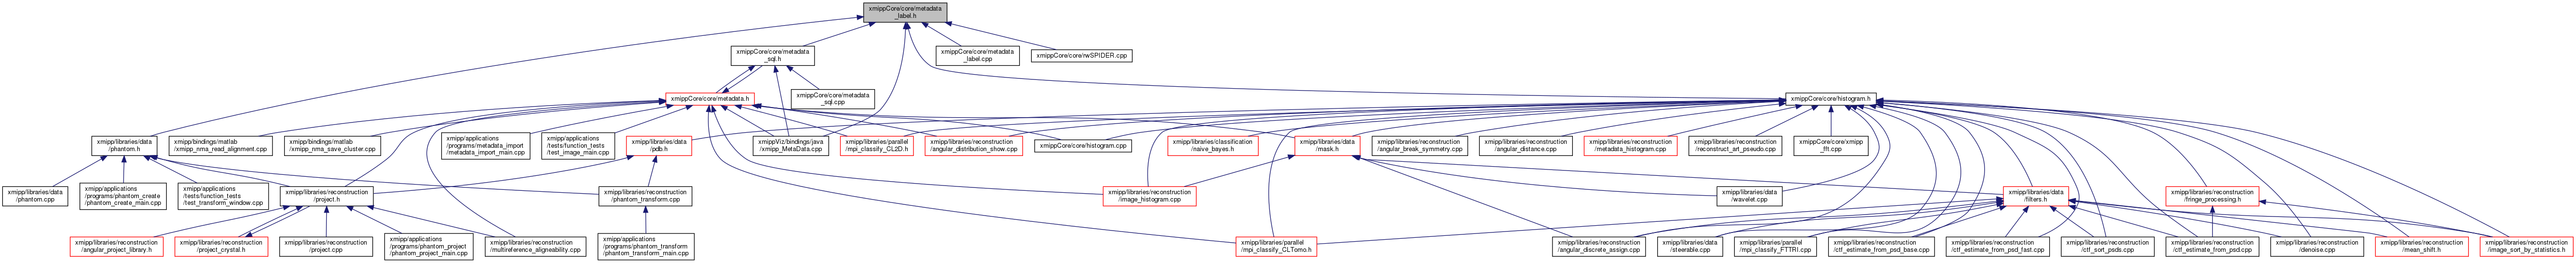 xmippCore/core/metadata
_label.h
xmippCore/core/metadata
_sql.h
xmippCore/core/metadata
_label.cpp
xmippCore/core/rwSPIDER.cpp
xmippCore/core/metadata.h
xmippCore/core/metadata
_sql.cpp
xmippCore/core/histogram.h
xmipp/libraries/data
/phantom.h
xmipp/bindings/matlab
/xmipp_nma_read_alignment.cpp
xmipp/bindings/matlab
/xmipp_nma_save_cluster.cpp
xmipp/applications
/programs/metadata_import
/metadata_import_main.cpp
xmipp/applications
/tests/function_tests
/test_image_main.cpp
xmipp/libraries/data
/pdb.h
xmippViz/bindings/java
/xmipp_MetaData.cpp
xmipp/libraries/parallel
/mpi_classify_CL2D.h
xmipp/libraries/reconstruction
/angular_distribution_show.cpp
xmippCore/core/histogram.cpp
xmipp/libraries/classification
/naive_bayes.h
xmipp/libraries/data
/mask.h
xmipp/libraries/reconstruction
/angular_break_symmetry.cpp
xmipp/libraries/reconstruction
/angular_distance.cpp
xmipp/libraries/reconstruction
/metadata_histogram.cpp
xmipp/libraries/reconstruction
/reconstruct_art_pseudo.cpp
xmippCore/core/xmipp
_fft.cpp
xmipp/libraries/data
/phantom.cpp
xmipp/applications
/programs/phantom_create
/phantom_create_main.cpp
xmipp/applications
/tests/function_tests
/test_transform_window.cpp
xmipp/libraries/reconstruction
/project.h
xmipp/libraries/reconstruction
/phantom_transform.cpp
xmipp/libraries/reconstruction
/image_histogram.cpp
xmipp/libraries/data
/wavelet.cpp
xmipp/libraries/data
/filters.h
xmipp/libraries/reconstruction
/fringe_processing.h
xmipp/libraries/reconstruction
/angular_project_library.h
xmipp/libraries/reconstruction
/project_crystal.h
xmipp/libraries/reconstruction
/project.cpp
xmipp/applications
/programs/phantom_project
/phantom_project_main.cpp
xmipp/libraries/reconstruction
/multireference_aligneability.cpp
xmipp/applications
/programs/phantom_transform
/phantom_transform_main.cpp
xmipp/libraries/parallel
/mpi_classify_CLTomo.h
xmipp/libraries/reconstruction
/angular_discrete_assign.cpp
xmipp/libraries/data
/steerable.cpp
xmipp/libraries/parallel
/mpi_classify_FTTRI.cpp
xmipp/libraries/reconstruction
/ctf_estimate_from_psd_base.cpp
xmipp/libraries/reconstruction
/ctf_estimate_from_psd_fast.cpp
xmipp/libraries/reconstruction
/ctf_sort_psds.cpp
xmipp/libraries/reconstruction
/ctf_estimate_from_psd.cpp
xmipp/libraries/reconstruction
/denoise.cpp
xmipp/libraries/reconstruction
/mean_shift.h
xmipp/libraries/reconstruction
/image_sort_by_statistics.h